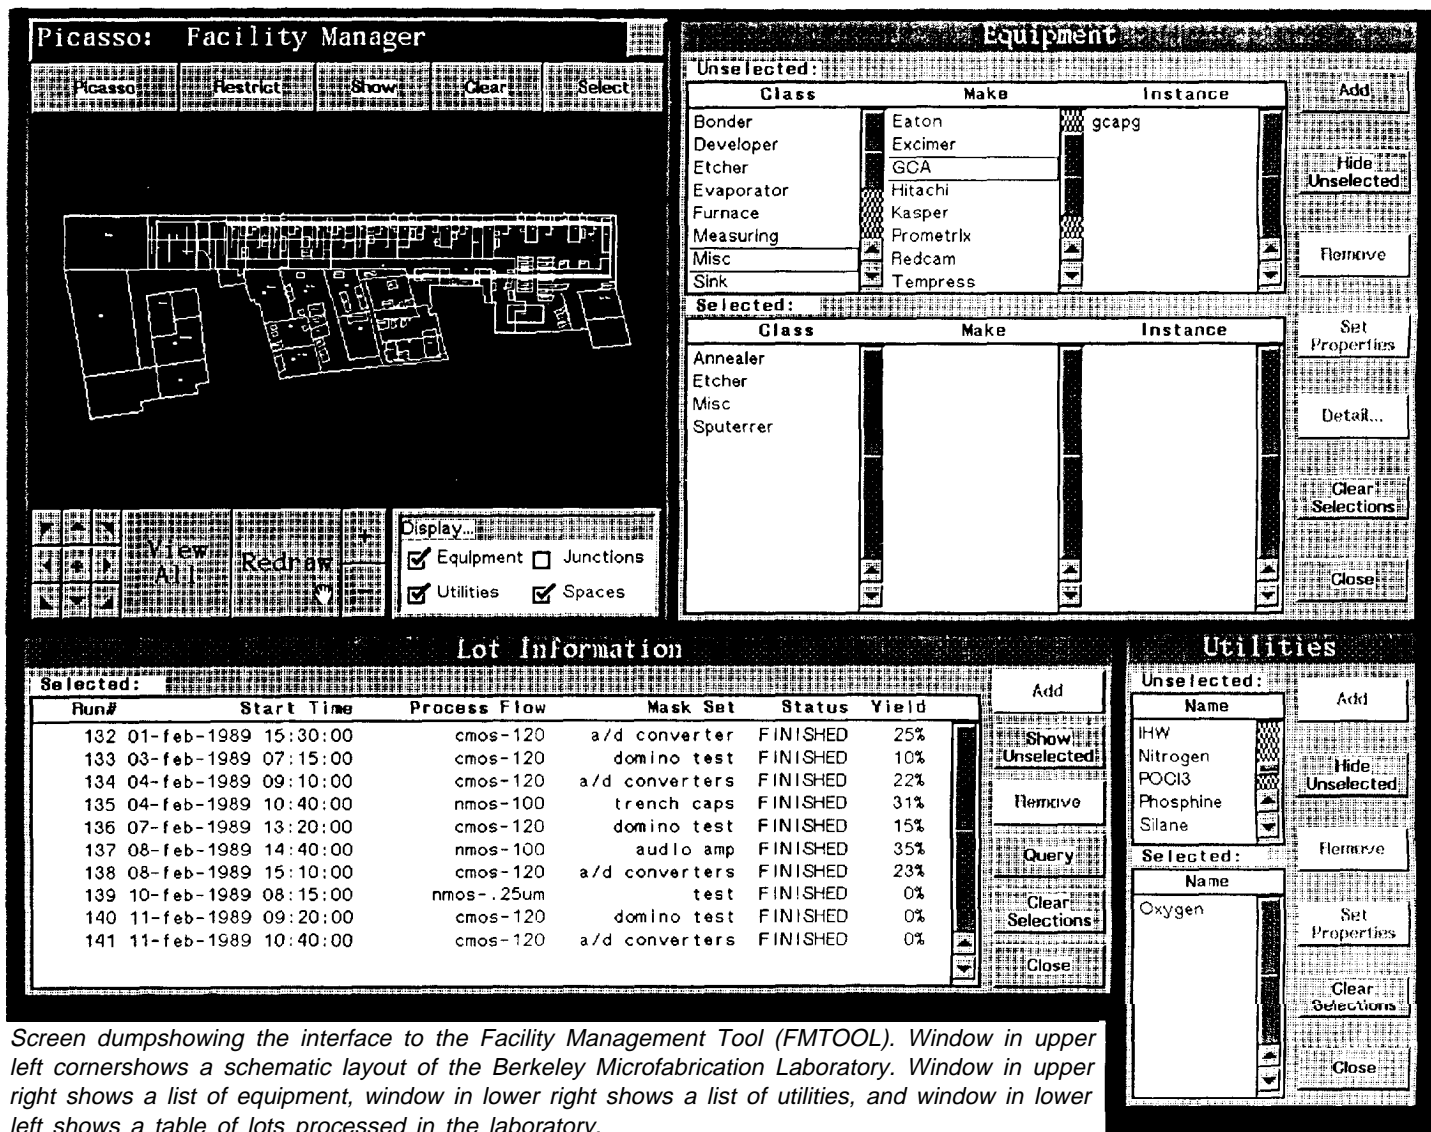 Picasso: Facility Manager
Picasso Restrict Show Clear Select
View All
Redraw
+
-
Display...
Equipment Junctions
Utilities Spaces
Equipment
Unselected:
Class Make Instance
Bonder Eaton gcapg
Developer Excimer
Etcher GCA
Evaporator Hitachi
Furnace Kasper
Measuring Prometrix
Misc Redcam
Sink Tempress
Selected:
Class Make Instance
Annealer
Etcher
Misc
Sputerrer
Add
Hide Unselected
Remove
Set Properties
Detail...
Clear Selections
Close
Lot Information
Selected:
Run# Start Time Process Flow Mask Set Status Yield
132 01-feb-1989 15:30:00 cmos-120 a/d converter FINISHED 25%
133 03-feb-1989 07:15:00 cmos-120 domino test FINISHED 10%
134 04-feb-1989 09:10:00 cmos-120 a/d converters FINISHED 22%
135 04-feb-1989 10:40:00 nmos-100 trench caps FINISHED 31%
136 07-feb-1989 13:20:00 cmos-120 domino test FINISHED 15%
137 08-feb-1989 14:40:00 nmos-100 audio amp FINISHED 35%
138 08-feb-1989 15:10:00 cmos-120 a/d converters FINISHED 23%
139 10-feb-1989 08:15:00 nmos-.25um test FINISHED 0%
140 11-feb-1989 09:20:00 cmos-120 domino test FINISHED 0%
141 11-feb-1989 10:40:00 cmos-120 a/d converters FINISHED 0%
Add
Show Unselected
Remove
Query
Clear Selections
Close
Utilities
Unselected:
Name
IHW
Nitrogen
POCl3
Phosphine
Silane
Selected:
Name
Oxygen
Add
Hide Unselected
Remove
Set Properties
Clear Selections
Close
Screen dumpshowing the interface to the Facility Management Tool (FMTOOL). Window in upper
left cornershows a schematic layout of the Berkeley Microfabrication Laboratory. Window in upper
right shows a list of equipment, window in lower right shows a list of utilities, and window in lower
left shows a table of lots processed in the laboratory.